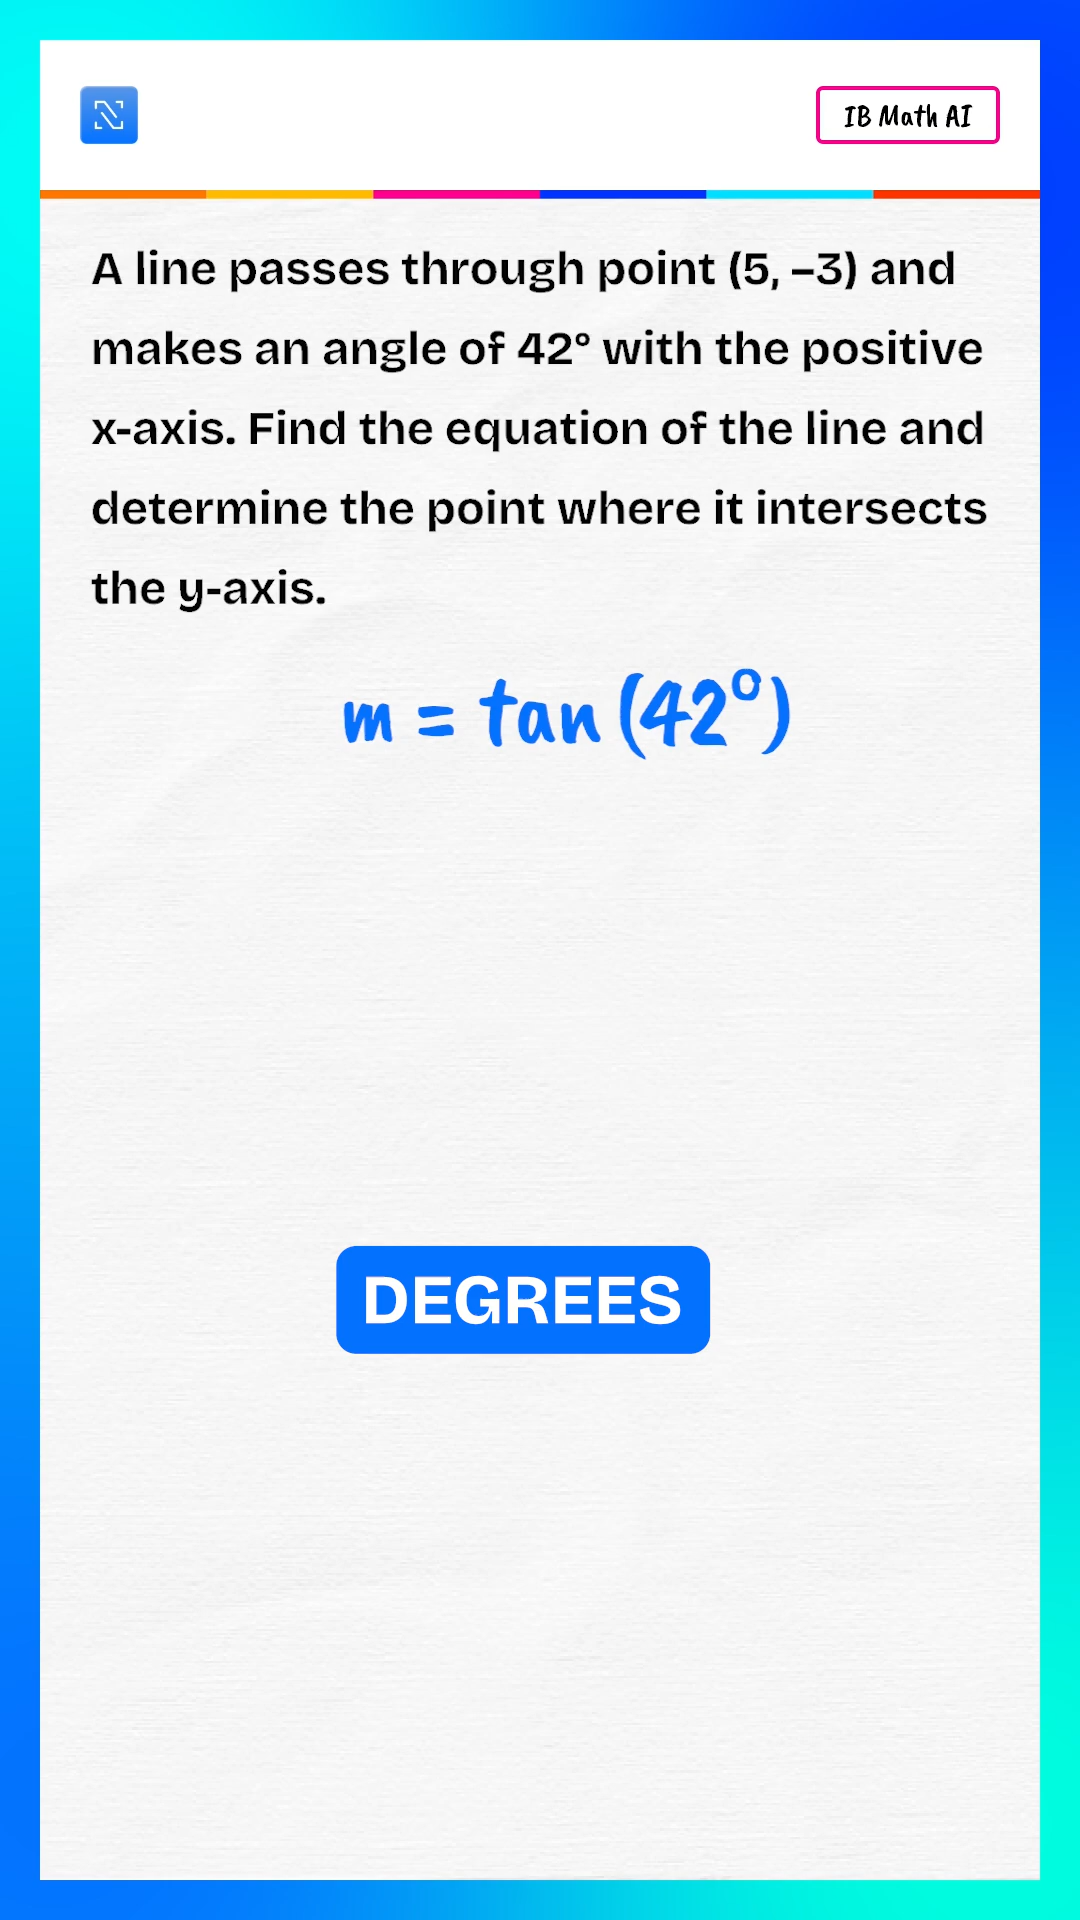 IB Math AI
A line passes through point (5, –3) and
makes an angle of 42° with the positive
x-axis. Find the equation of the line and
determine the point where it intersects
the y-axis.
m = tan (42°)
DEGREES